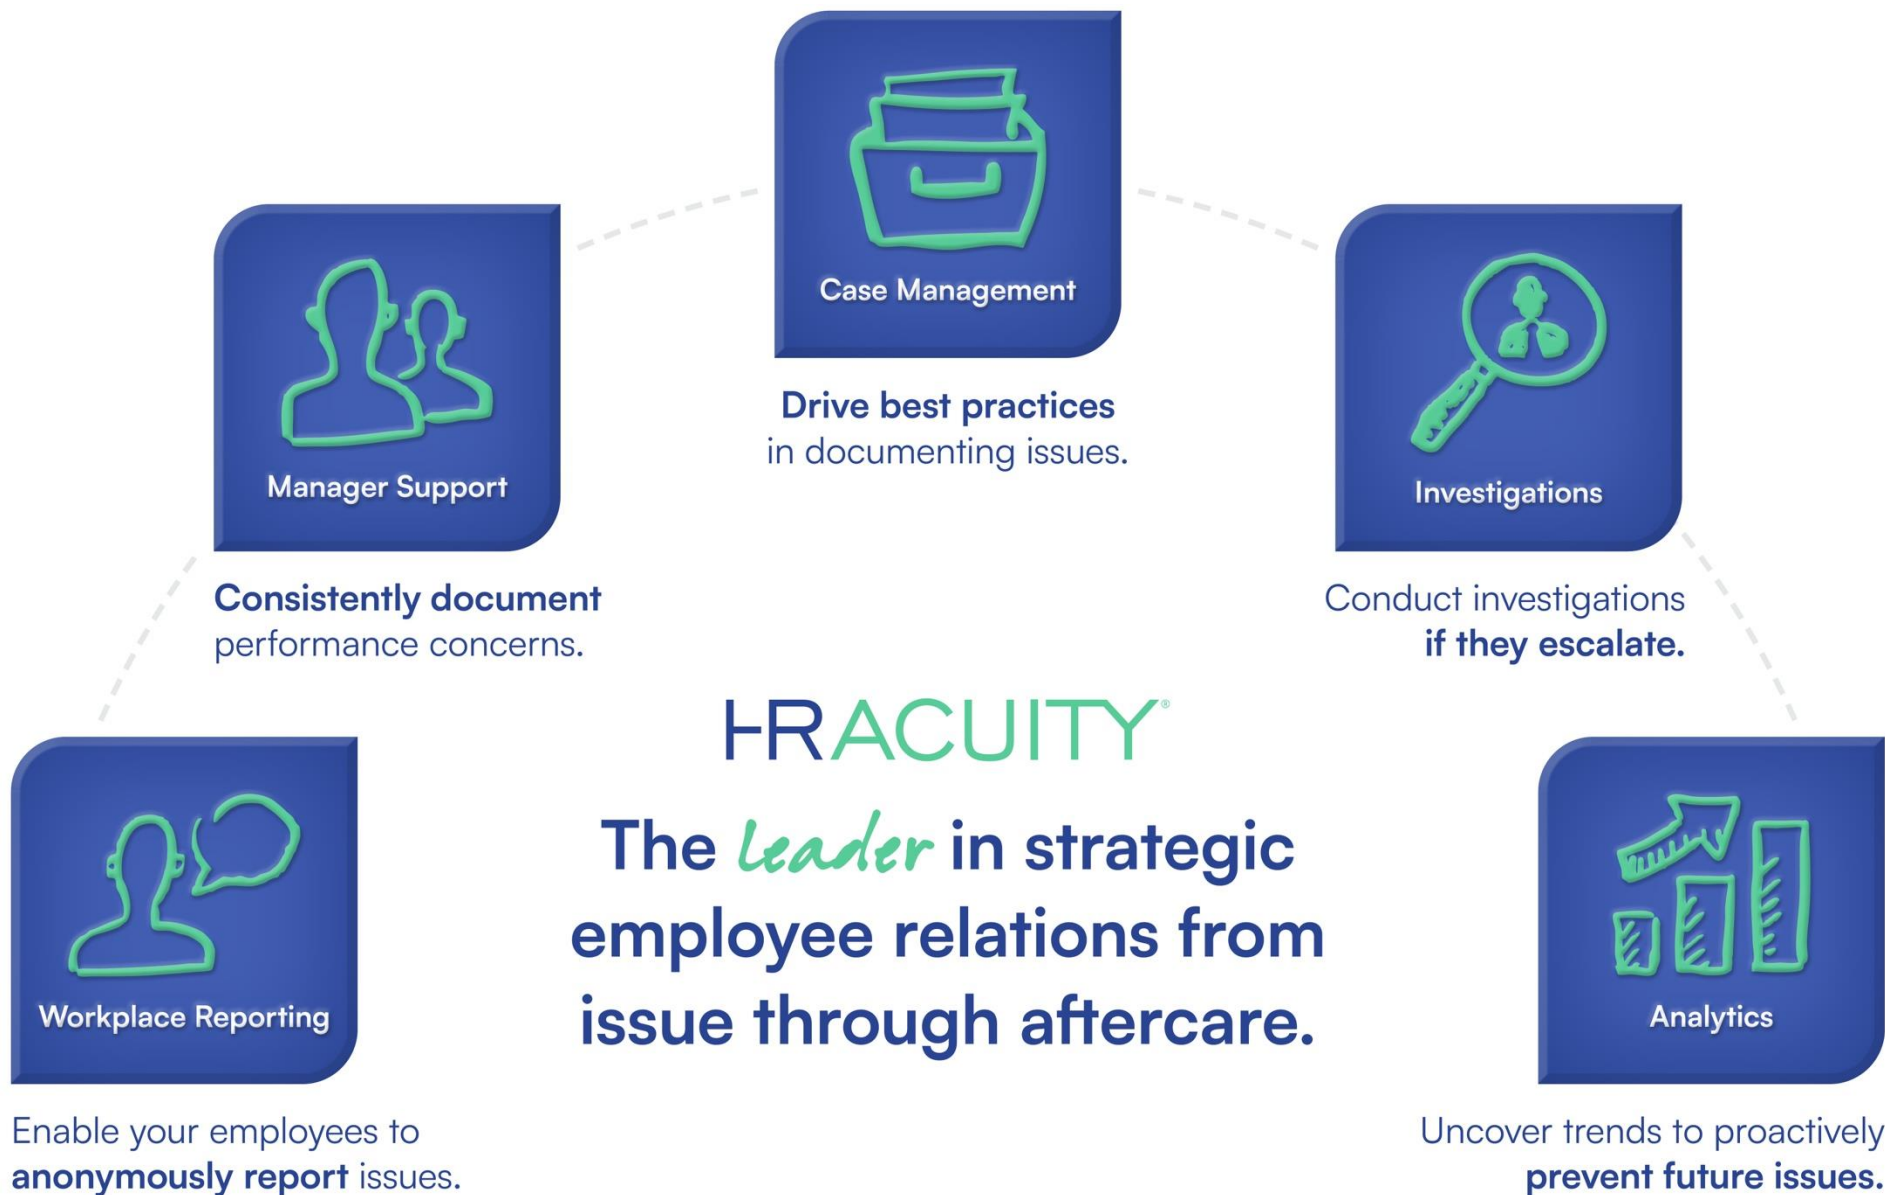 Workplace Reporting
Enable your employees to
anonymously report issues.
Manager Support
Consistently document
performance concerns.
Case Management
Drive best practices
in documenting issues.
Investigations
Conduct investigations
if they escalate.
Analytics
Uncover trends to proactively
prevent future issues.
HRACUITY®
The leader in strategic
employee relations from
issue through aftercare.